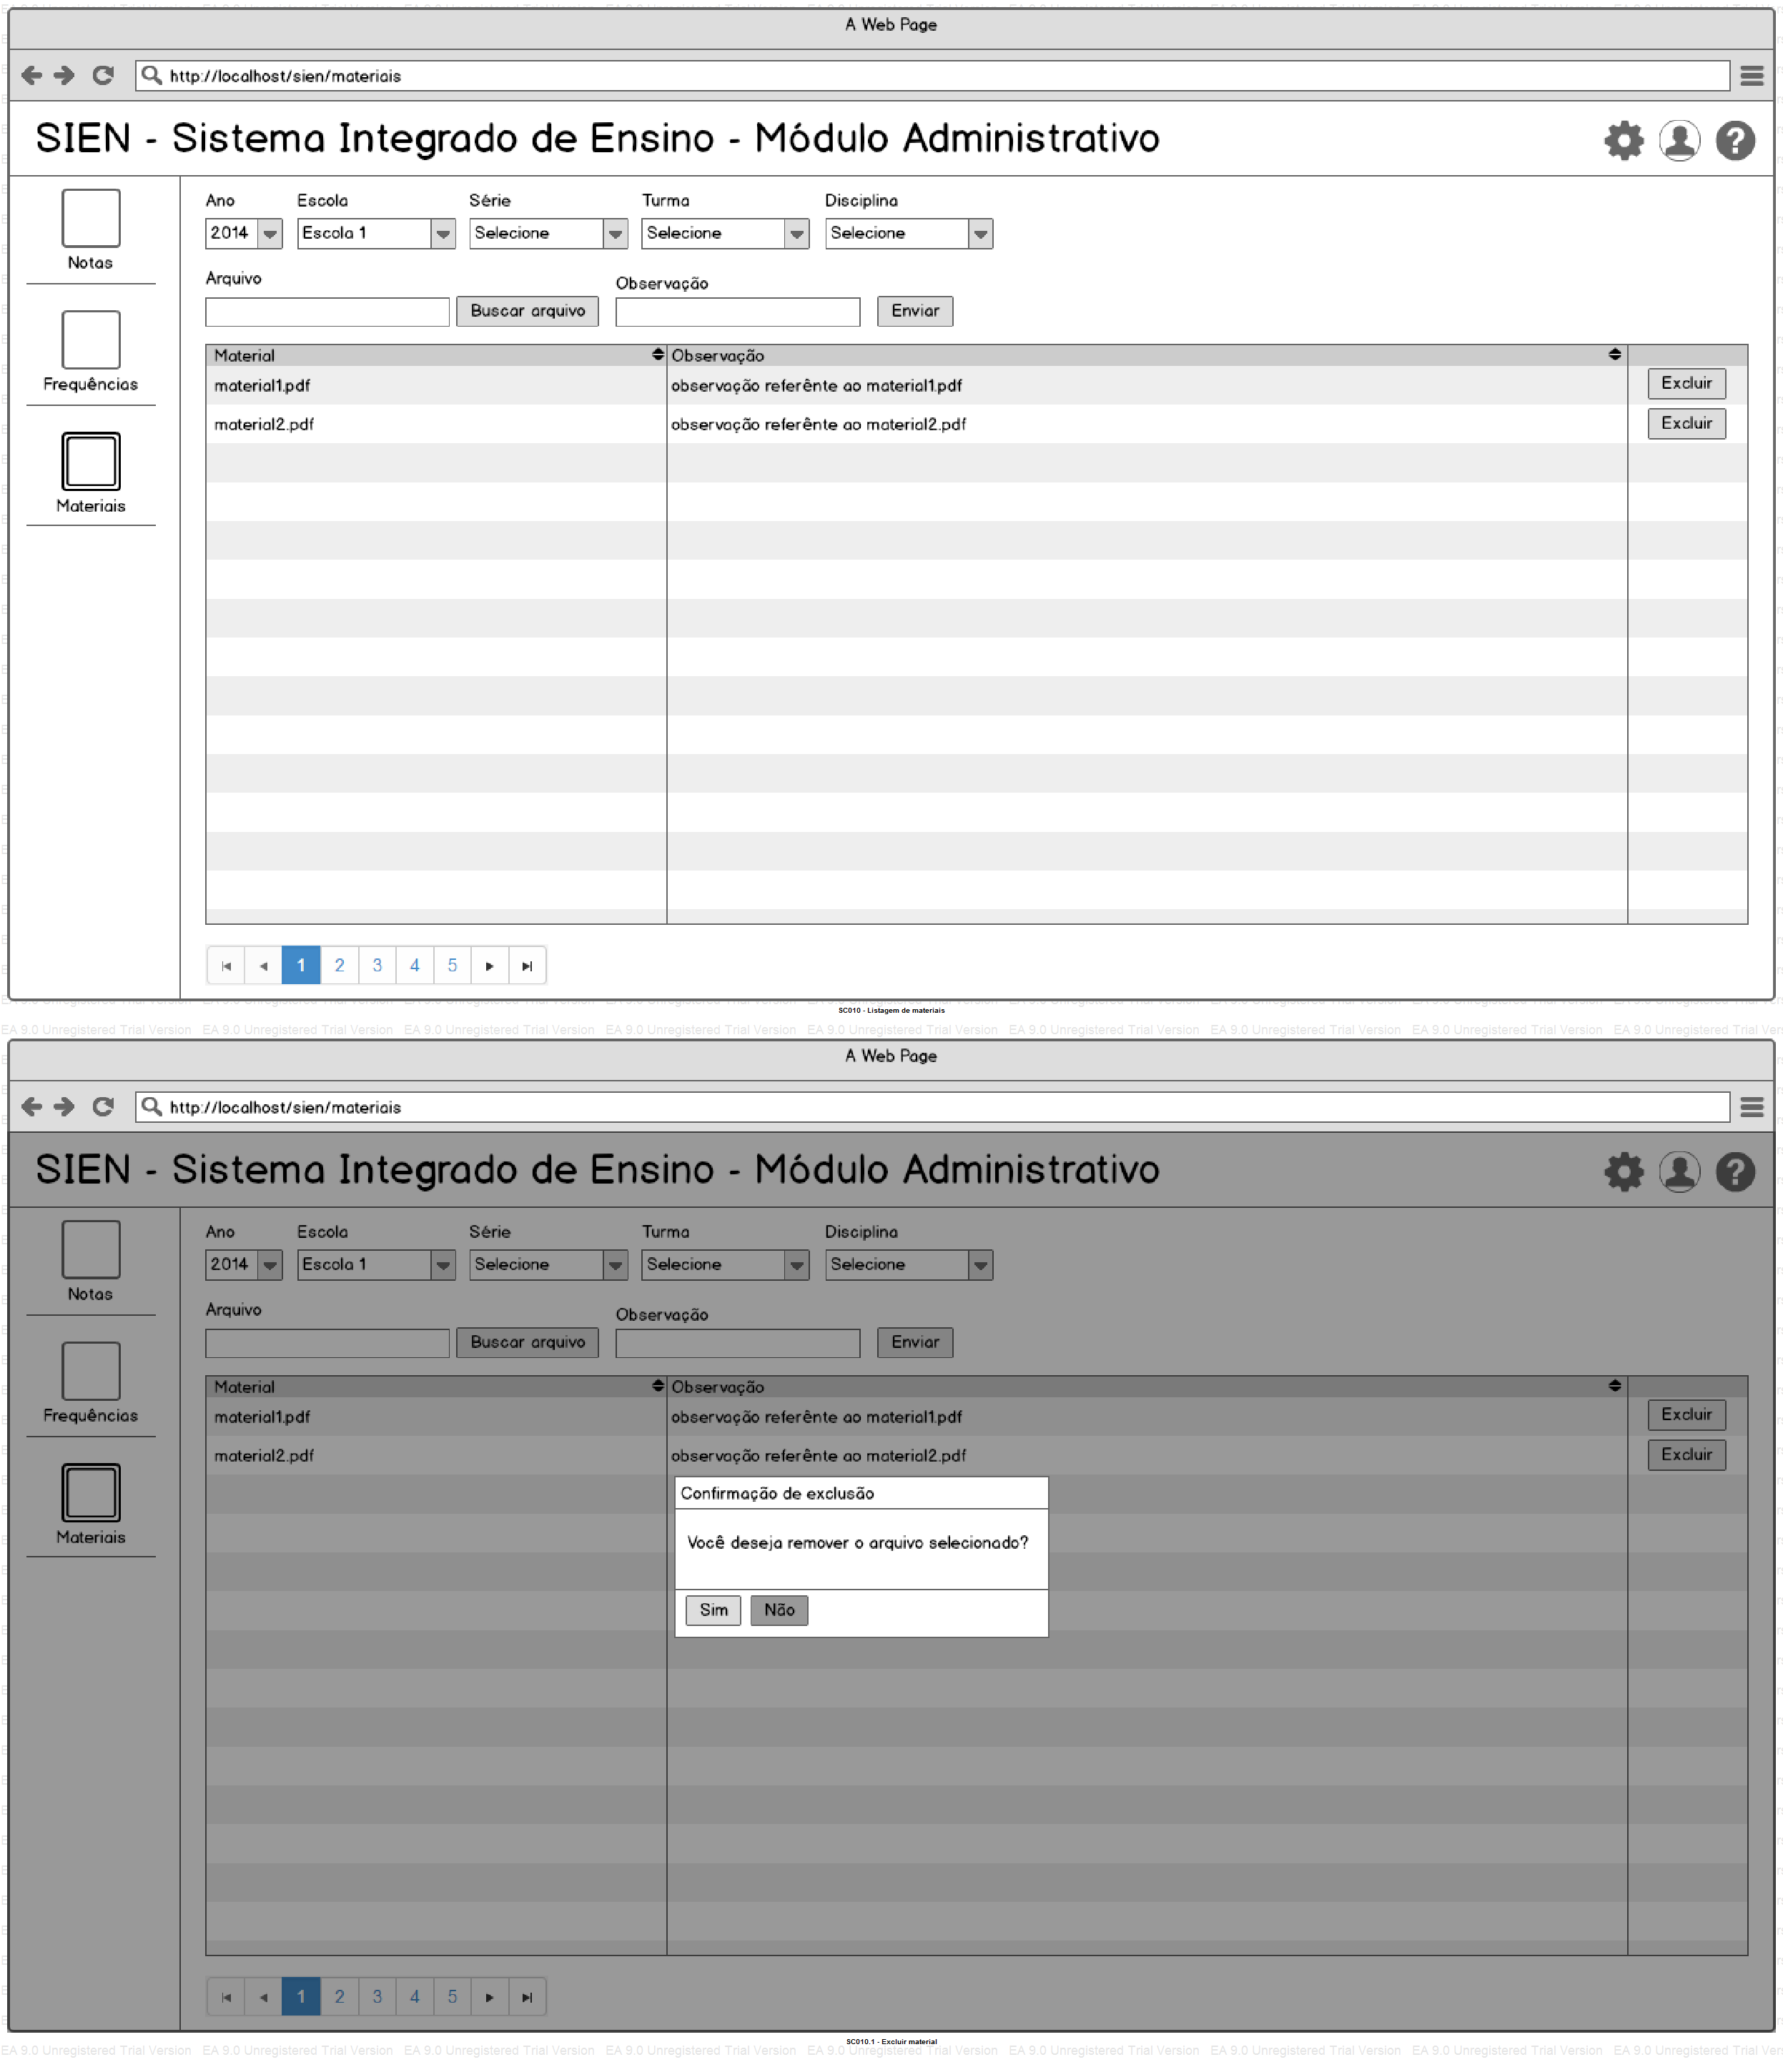 A Web Page
http://localhost/sien/materiais
SIEN - Sistema Integrado de Ensino - Módulo Administrativo
Notas
Frequências
Materiais
Ano Escola Série Turma Disciplina
2014 Escola 1 Selecione Selecione Selecione
Arquivo Observação
Buscar arquivo Enviar
Material Observação
material1.pdf observação referênte ao material1.pdf Excluir
material2.pdf observação referênte ao material2.pdf Excluir
1 2 3 4 5
SC010 - Listagem de materiais
EA 9.0 Unregistered Trial Version EA 9.0 Unregistered Trial Version EA 9.0 Unregistered Trial Version EA 9.0 Unregistered Trial Version EA 9.0 Unregistered Trial Version EA 9.0 Unregistered Trial Version EA 9.0 Unregistered Trial Version EA 9.0 Unregistered Trial Version EA 9.0 Unregistered Trial Ver
A Web Page
http://localhost/sien/materiais
SIEN - Sistema Integrado de Ensino - Módulo Administrativo
Notas
Frequências
Materiais
Ano Escola Série Turma Disciplina
2014 Escola 1 Selecione Selecione Selecione
Arquivo Observação
Buscar arquivo Enviar
Material Observação
material1.pdf observação referênte ao material1.pdf Excluir
material2.pdf observação referênte ao material2.pdf Excluir
Confirmação de exclusão
Você deseja remover o arquivo selecionado?
Sim Não
1 2 3 4 5
SC010.1 - Excluir material
EA 9.0 Unregistered Trial Version EA 9.0 Unregistered Trial Version EA 9.0 Unregistered Trial Version EA 9.0 Unregistered Trial Version EA 9.0 Unregistered Trial Version EA 9.0 Unregistered Trial Version EA 9.0 Unregistered Trial Version EA 9.0 Unregistered Trial Version EA 9.0 Unregistered Trial Ver